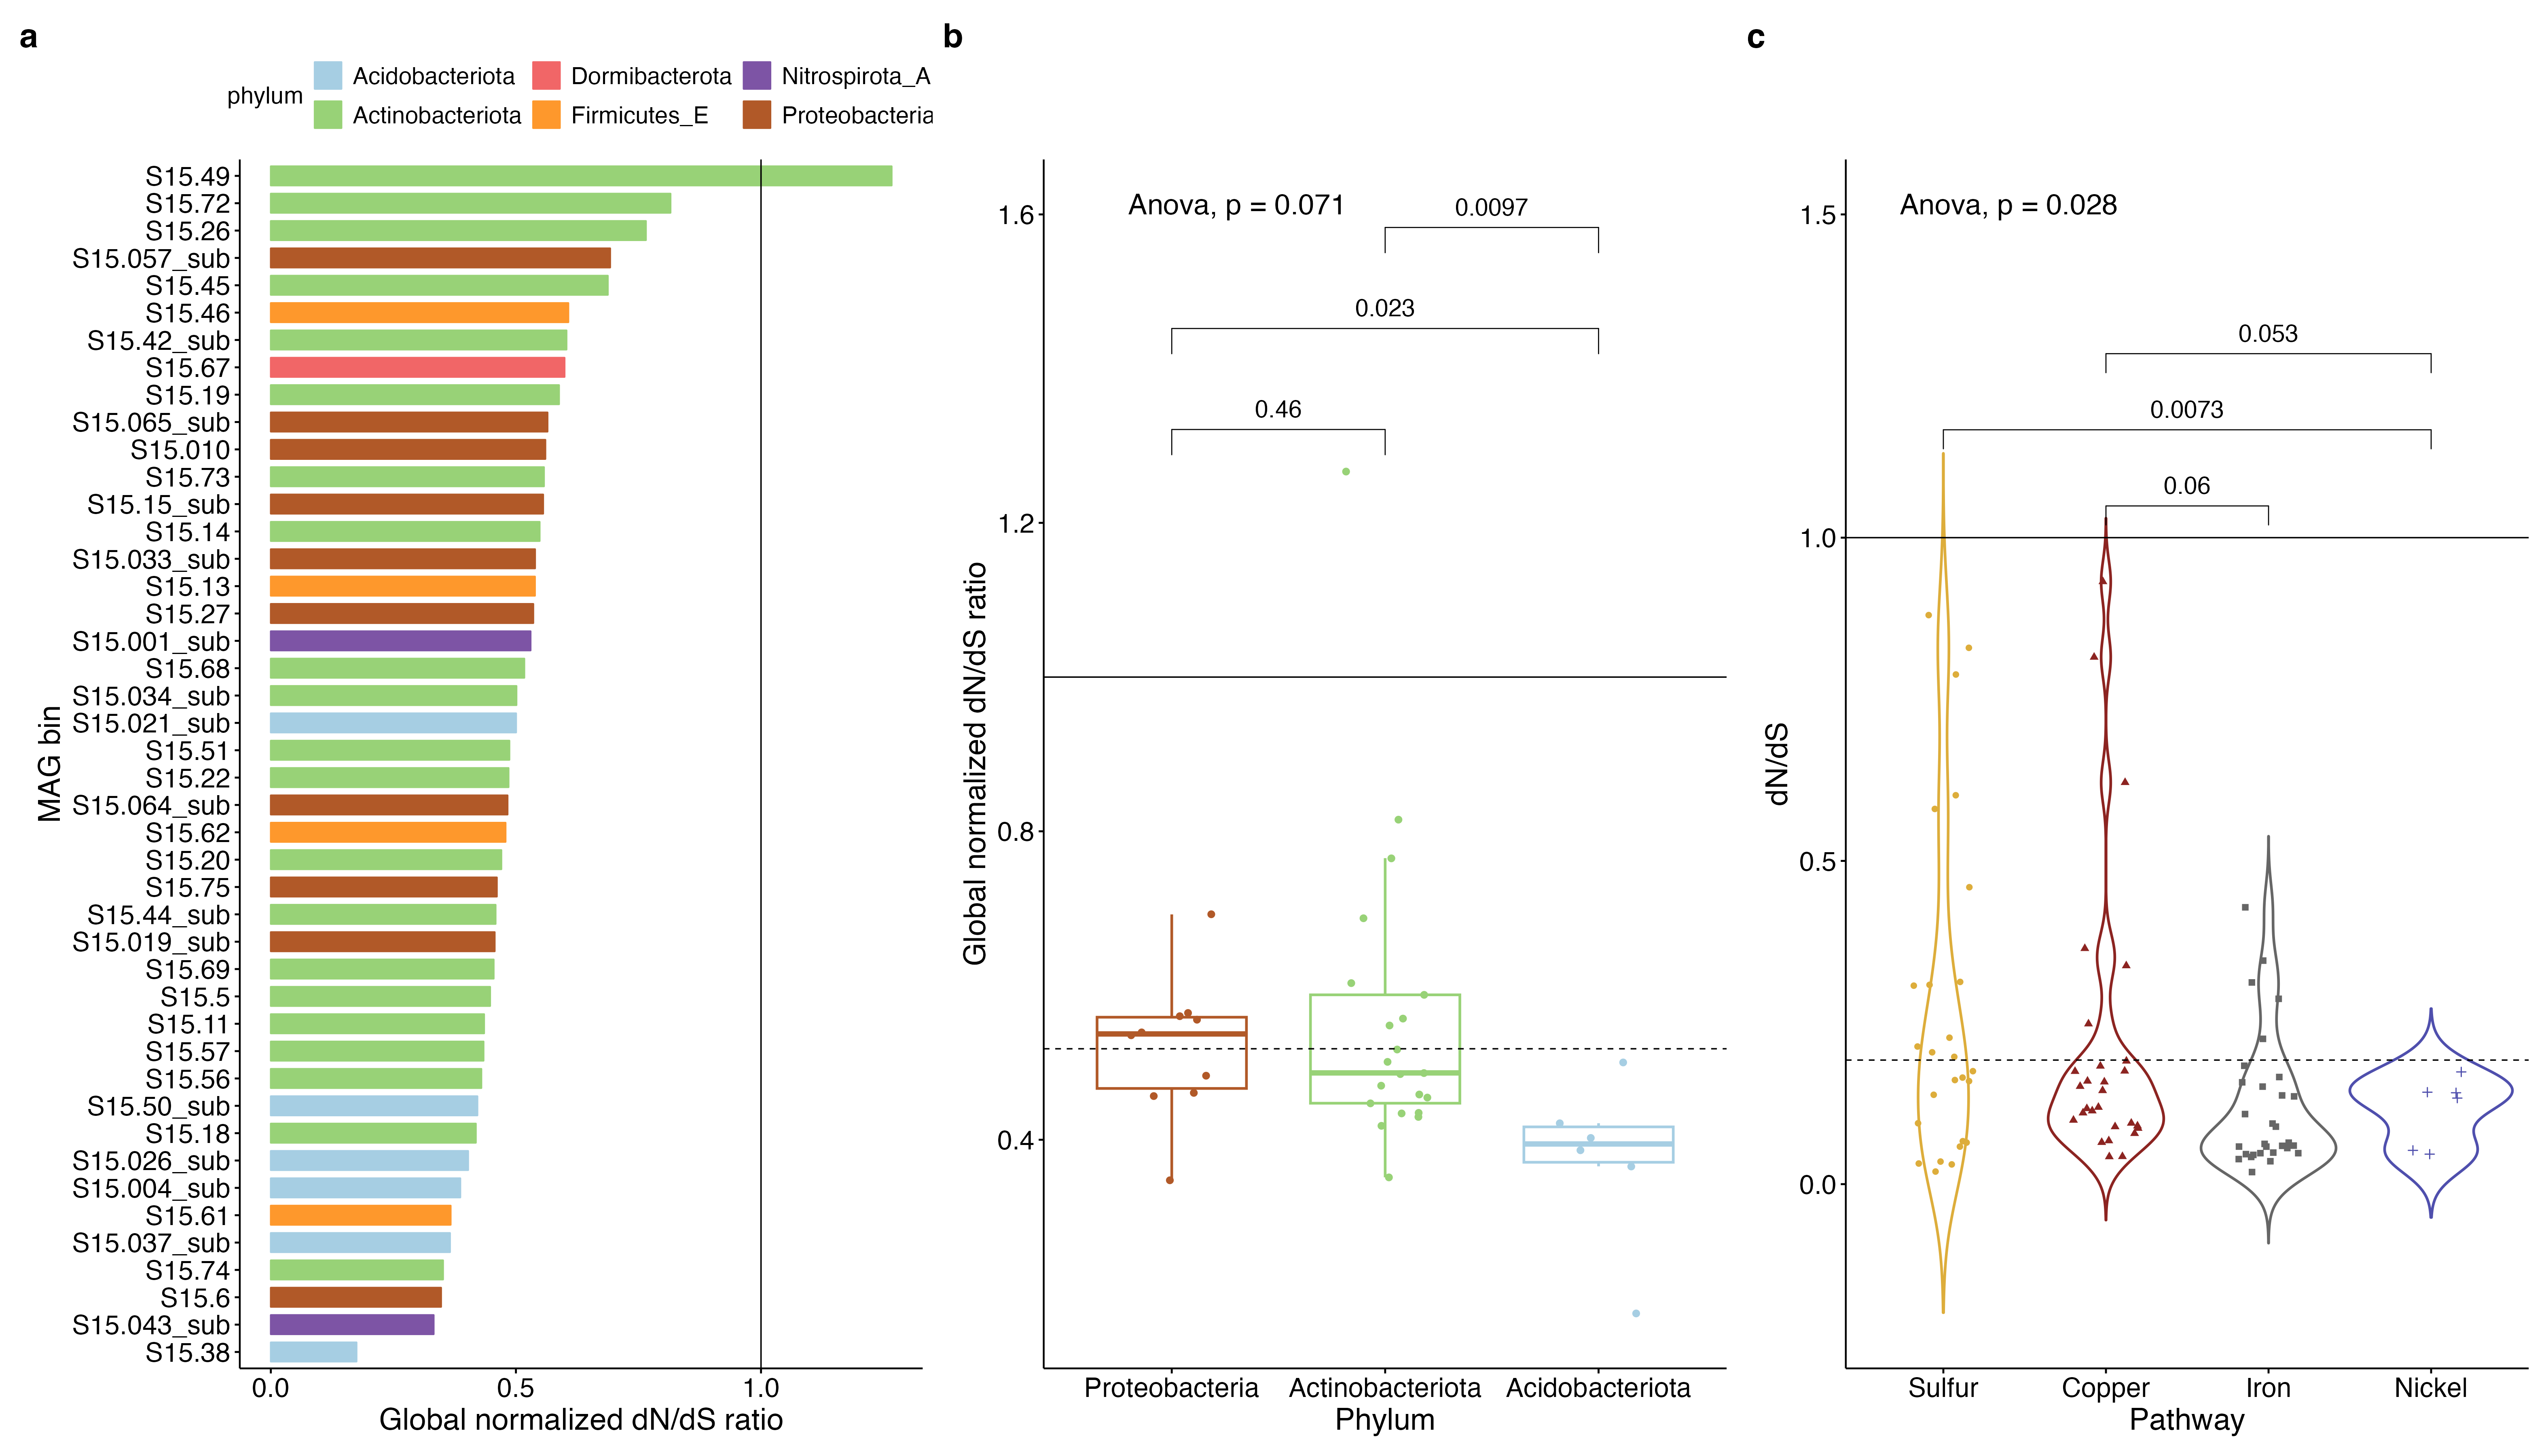 a
phylum
Acidobacteriota Dormibacterota Nitrospirota_A
Actinobacteriota Firmicutes_E Proteobacteria
MAG bin
S15.49
S15.72
S15.26
S15.057_sub
S15.45
S15.46
S15.42_sub
S15.67
S15.19
S15.065_sub
S15.010
S15.73
S15.15_sub
S15.14
S15.033_sub
S15.13
S15.27
S15.001_sub
S15.68
S15.034_sub
S15.021_sub
S15.51
S15.22
S15.064_sub
S15.62
S15.20
S15.75
S15.44_sub
S15.019_sub
S15.69
S15.5
S15.11
S15.57
S15.56
S15.50_sub
S15.18
S15.026_sub
S15.004_sub
S15.61
S15.037_sub
S15.74
S15.6
S15.043_sub
S15.38
0.0 0.5 1.0
Global normalized dN/dS ratio
b
Global normalized dN/dS ratio
1.6
1.2
0.8
0.4
Anova, p = 0.071
0.0097
0.023
0.46
Proteobacteria Actinobacteriota Acidobacteriota
Phylum
c
dN/dS
1.5
1.0
0.5
0.0
Anova, p = 0.028
0.053
0.0073
0.06
Sulfur Copper Iron Nickel
Pathway